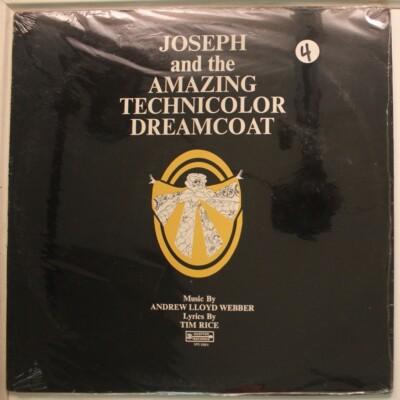 JOSEPH
4
and the
AMAZING
TECHNICOLOR
DREAMCOAT
Music By
ANDREW LLOYD WEBBER
Lyrics By
TIM RICE